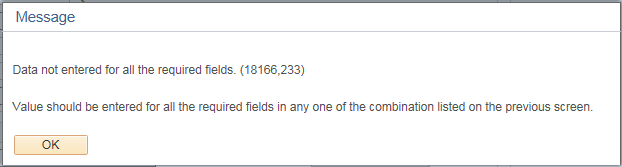 Message
Data not entered for all the required fields. (18166,233)
Value should be entered for all the required fields in any one of the combination listed on the previous screen.
OK